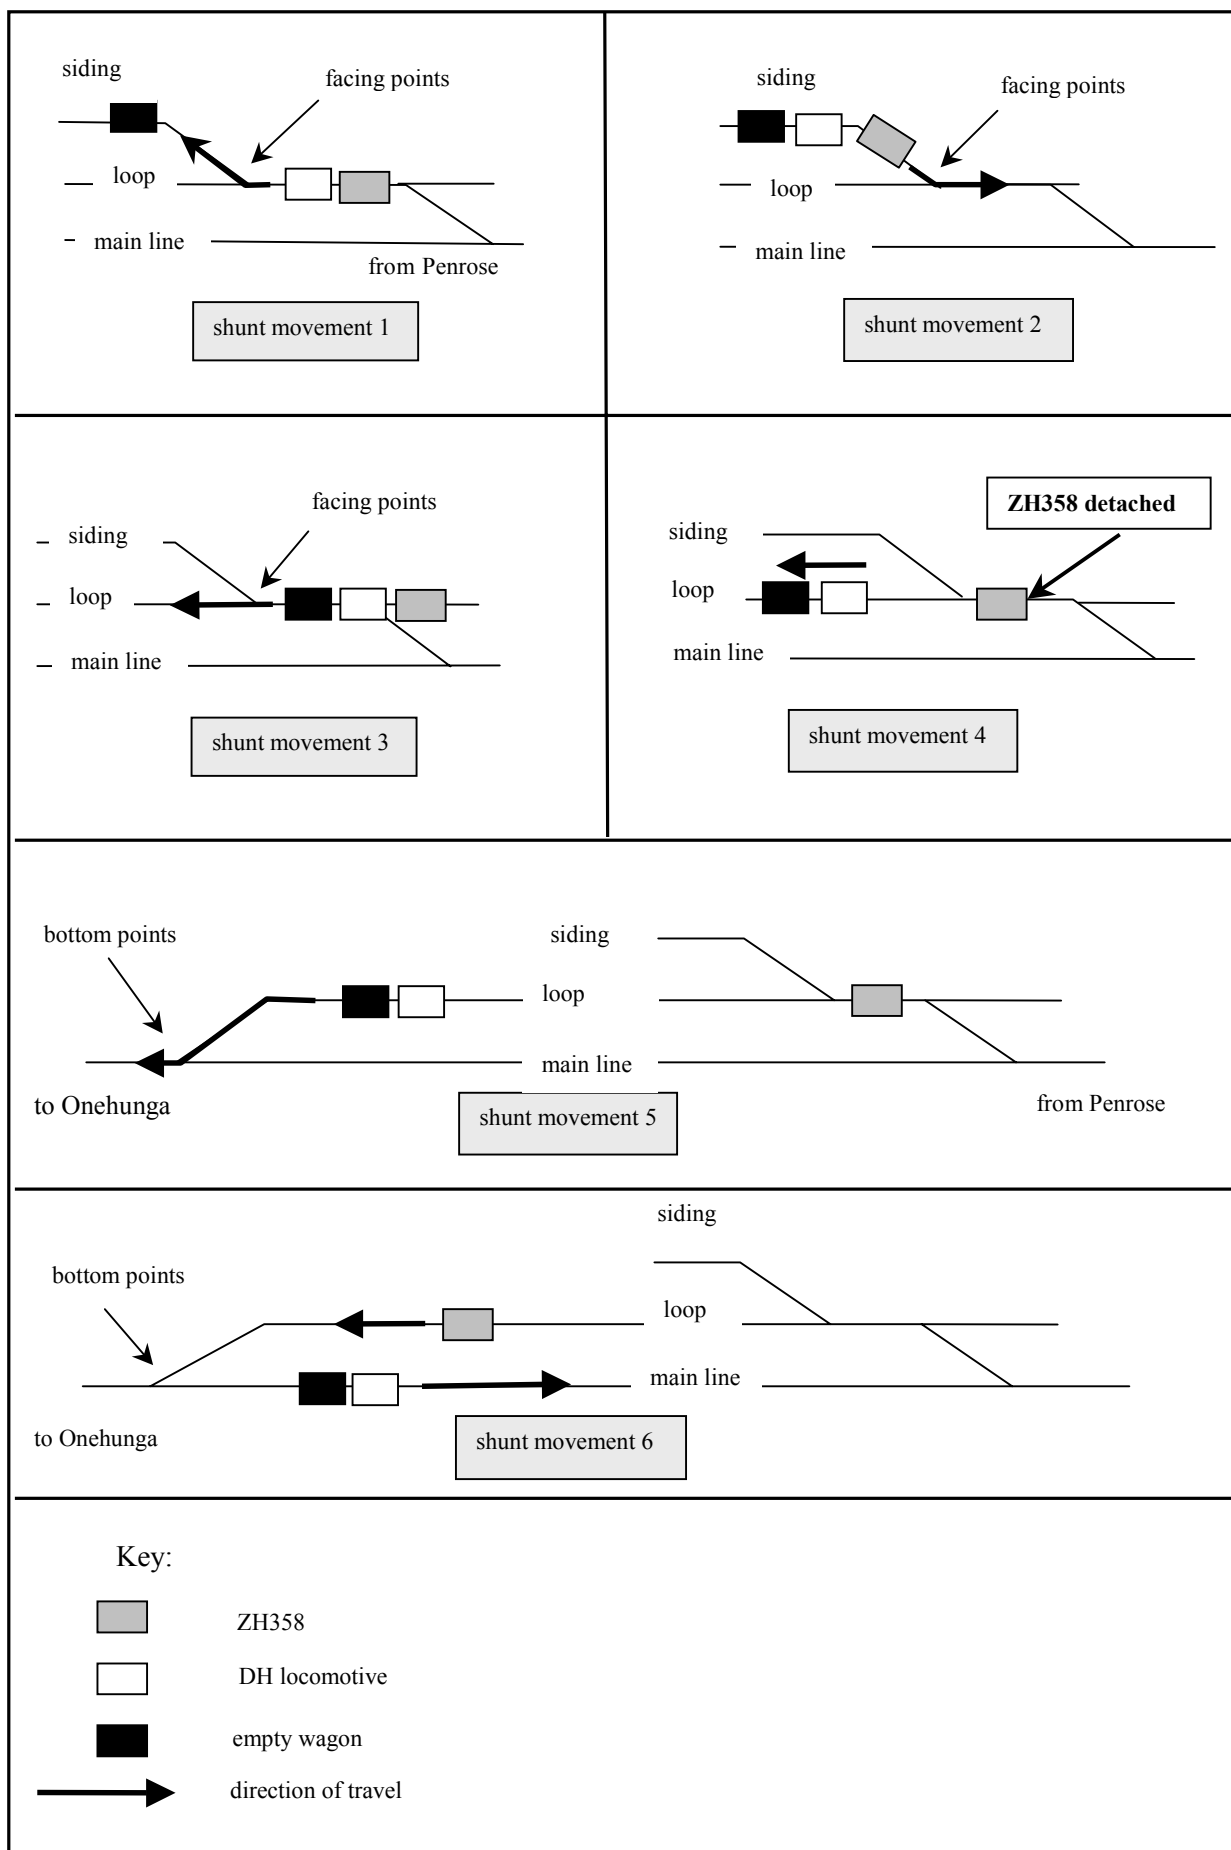 siding
facing points
loop
main line
from Penrose
shunt movement 1
siding
facing points
loop
main line
shunt movement 2
facing points
siding
loop
main line
shunt movement 3
ZH358 detached
siding
loop
main line
shunt movement 4
bottom points
siding
loop
main line
to Onehunga
from Penrose
shunt movement 5
siding
bottom points
loop
main line
to Onehunga
shunt movement 6
Key:
ZH358
DH locomotive
empty wagon
direction of travel